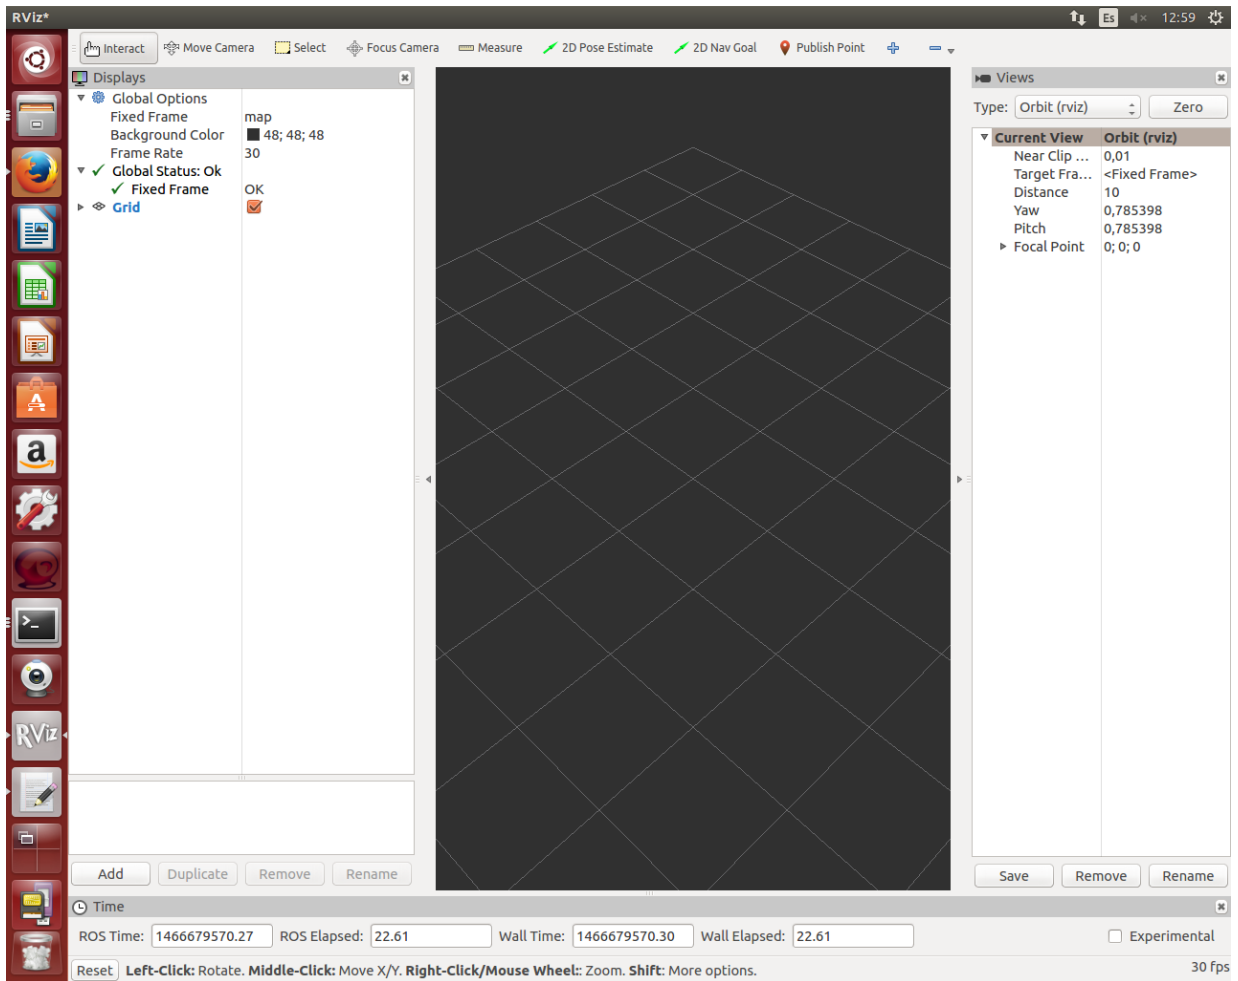 RViz*
Es
12:59
Interact
Move Camera
Select
Focus Camera
Measure
2D Pose Estimate
2D Nav Goal
Publish Point
Displays
Global Options
Fixed Frame map
Background Color 48; 48; 48
Frame Rate 30
Global Status: Ok
Fixed Frame OK
Grid
Add
Duplicate
Remove
Rename
Views
Type: Orbit (rviz) Zero
Current View Orbit (rviz)
Near Clip ... 0,01
Target Fra... <Fixed Frame>
Distance 10
Yaw 0,785398
Pitch 0,785398
Focal Point 0; 0; 0
Save
Remove
Rename
a
>_
RViz
Time
ROS Time: 1466679570.27 ROS Elapsed: 22.61 Wall Time: 1466679570.30 Wall Elapsed: 22.61 Experimental
Reset Left-Click: Rotate. Middle-Click: Move X/Y. Right-Click/Mouse Wheel:: Zoom. Shift: More options. 30 fps